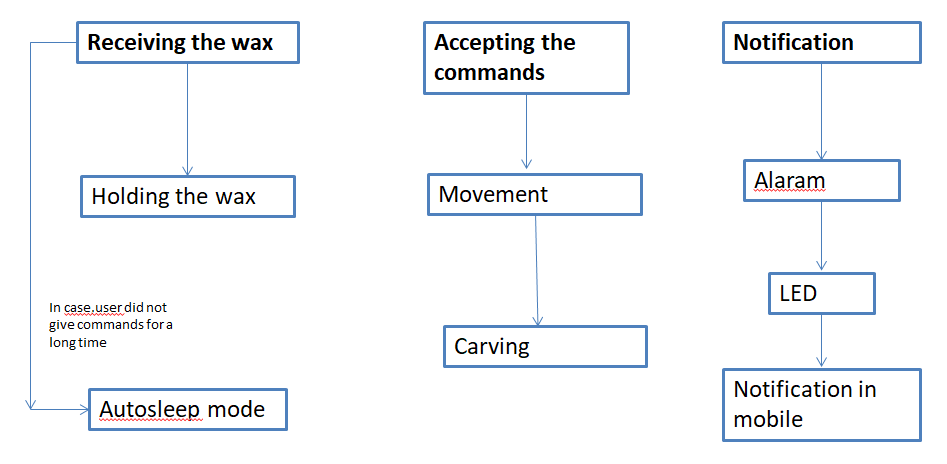 Receiving the wax
Holding the wax
In case,user did not
give commands for a
long time
Autosleep mode
Accepting the
commands
Movement
Carving
Notification
Alaram
LED
Notification in
mobile